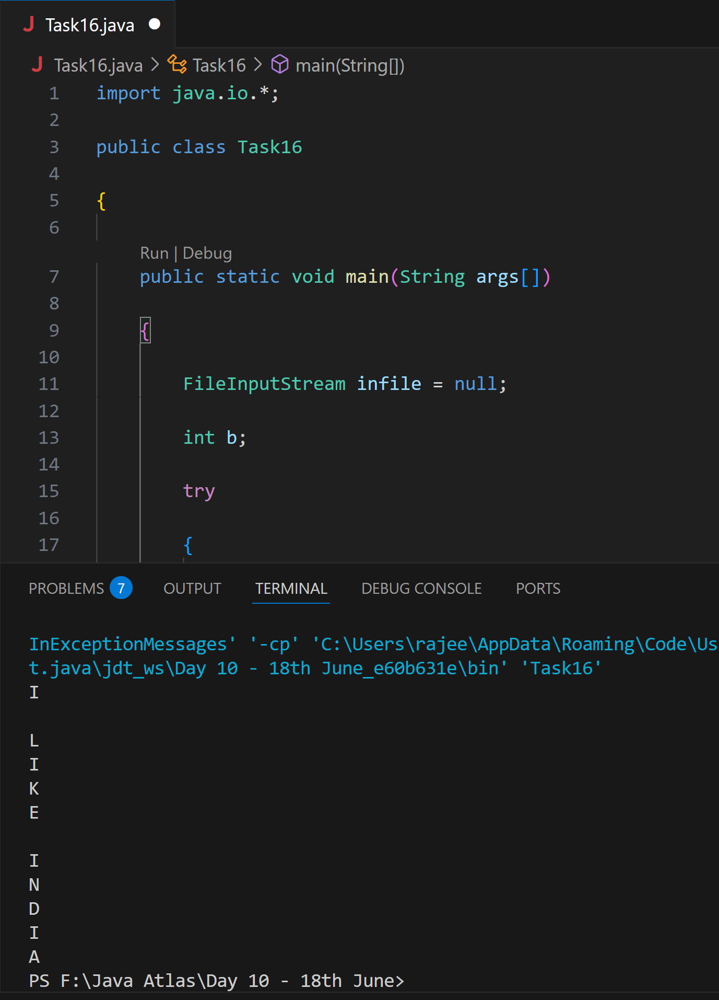 Task16.java
Task16.java > Task16 > main(String[])
1 import java.io.*;
2
3 public class Task16
4
5 {
6
Run | Debug
7 public static void main(String args[])
8
9 {
10
11 FileInputStream infile = null;
12
13 int b;
14
15 try
16
17 {
PROBLEMS 7 OUTPUT TERMINAL DEBUG CONSOLE PORTS
InExceptionMessages' '-cp' 'C:\Users\rajee\AppData\Roaming\Code\Us
t.java\jdt_ws\Day 10 - 18th June_e60b631e\bin' 'Task16'
I
L
I
K
E
I
N
D
I
A
PS F:\Java Atlas\Day 10 - 18th June>